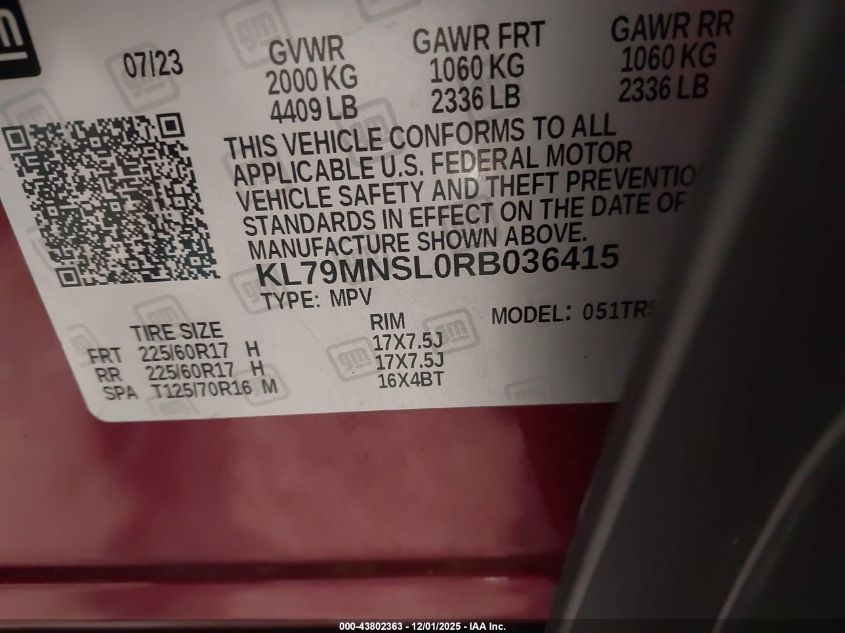 gm
07/23
GVWR
2000 KG
4409 LB
GAWR FRT
1060 KG
2336 LB
GAWR RR
1060 KG
2336 LB
THIS VEHICLE CONFORMS TO ALL
APPLICABLE U.S. FEDERAL MOTOR
VEHICLE SAFETY AND THEFT PREVENTIO
STANDARDS IN EFFECT ON THE DATE OF
MANUFACTURE SHOWN ABOVE.
KL79MNSL0RB036415
TYPE: MPV
MODEL: 051TR
TIRE SIZE RIM
FRT 225/60R17 H 17X7.5J
RR 225/60R17 H 17X7.5J
SPA T125/70R16 M 16X4BT
000-43802363 - 12/01/2025 - IAA Inc.